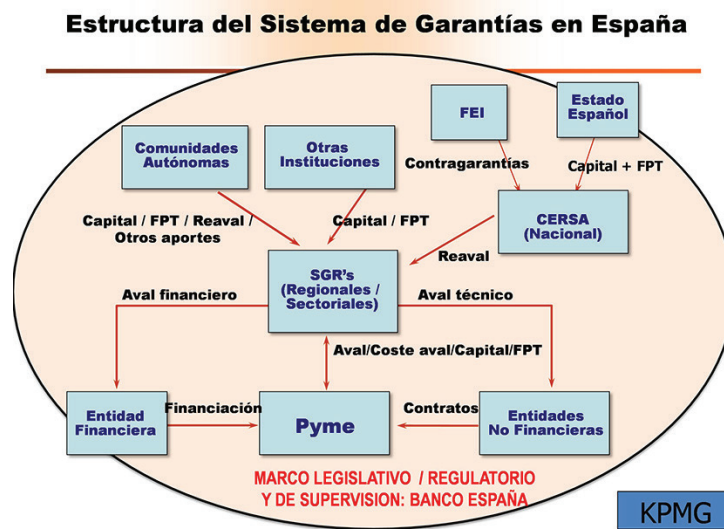 Estructura del Sistema de Garantías en España
FEI
Estado
Español
Comunidades
Autónomas
Otras
Instituciones
Contragarantías
Capital + FPT
Capital / FPT / Reaval /
Otros aportes
Capital / FPT
CERSA
(Nacional)
Reaval
SGR's
(Regionales /
Sectoriales)
Aval financiero
Aval técnico
Aval/Coste aval/Capital/FPT
Entidad
Financiera
Financiación
Pyme
Contratos
Entidades
No Financieras
MARCO LEGISLATIVO / REGULATORIO
Y DE SUPERVISION: BANCO ESPAÑA
KPMG